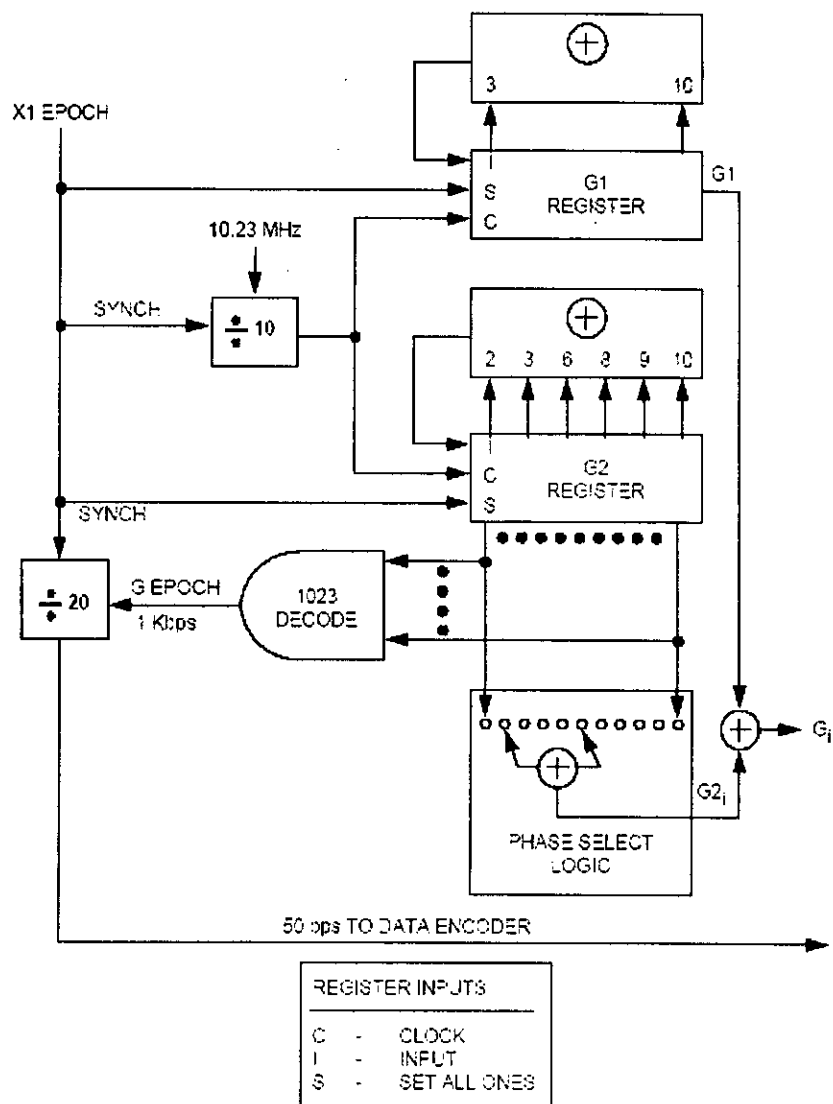 3 10
X1 EPOCH
I
S
C
G1
REGISTER
G1
10.23 MHz
SYNCH
÷ 10
2 3 6 8 9 10
I
C
S
G2
REGISTER
SYNCH
÷ 20
G EPOCH
1 Kbps
1023
DECODE
G2i
Gi
PHASE SELECT
LOGIC
50 bps TO DATA ENCODER
REGISTER INPUTS
C - CLOCK
I - INPUT
S - SET ALL ONES